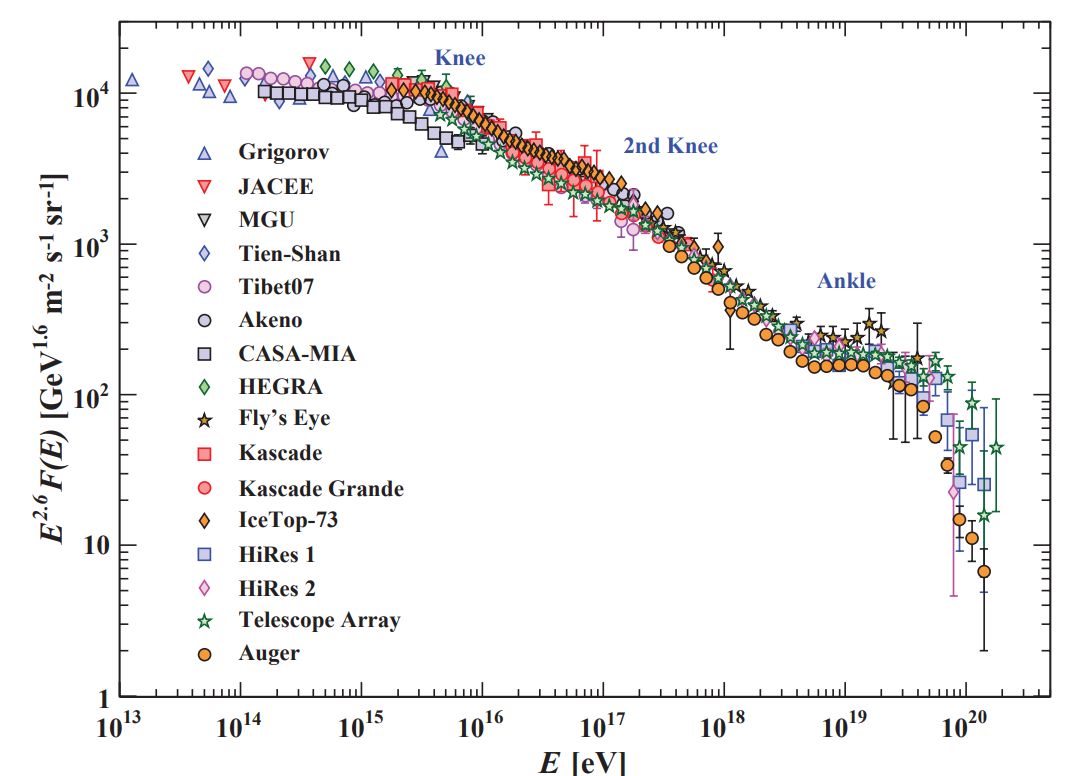 Knee
2nd Knee
Ankle
Grigorov
JACEE
MGU
Tien-Shan
Tibet07
Akeno
CASA-MIA
HEGRA
Fly's Eye
Kascade
Kascade Grande
IceTop-73
HiRes 1
HiRes 2
Telescope Array
Auger
E^2.6 F(E) [GeV^1.6 m^-2 s^-1 sr^-1]
10^4
10^3
10^2
10
1
10^13 10^14 10^15 10^16 10^17 10^18 10^19 10^20
E [eV]